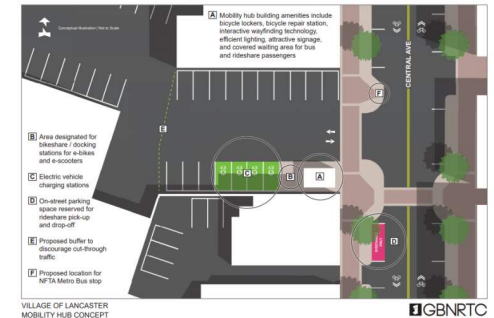 Conceptual Illustration | Not to Scale
A Mobility hub building amenities include
bicycle lockers, bicycle repair station,
interactive wayfinding technology,
efficient lighting, attractive signage,
and covered waiting area for bus
and rideshare passengers
CENTRAL AVE
F
E
B Area designated for
bikeshare / docking
stations for e-bikes
and e-scooters
C Electric vehicle
charging stations
D On-street parking
space reserved for
rideshare pick-up
and drop-off
E Proposed buffer to
discourage cut-through
traffic
F Proposed location for
NFTA Metro Bus stop
C
B
A
D
VILLAGE OF LANCASTER
MOBILITY HUB CONCEPT
GBNRTC